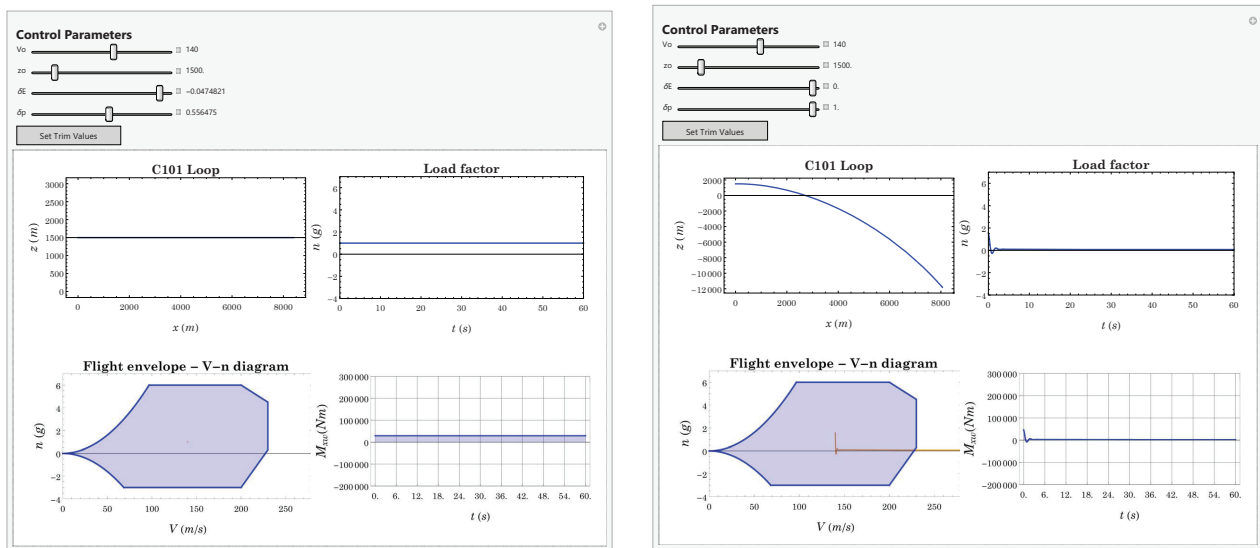 Control Parameters
Vo 140
zo 1500.
δE −0.0474821
δp 0.556475
Set Trim Values
C101 Loop
z (m)
3000
2500
2000
1500
1000
500
0
0 2000 4000 6000 8000
x (m)
Load factor
n (g)
6
4
2
0
−2
−4
0 10 20 30 40 50 60
t (s)
Flight envelope – V–n diagram
n (g)
6
4
2
0
−2
−4
0 50 100 150 200 250
V (m/s)
Mxw(Nm)
300 000
200 000
100 000
0
−100 000
−200 000
0. 6. 12. 18. 24. 30. 36. 42. 48. 54. 60.
t (s)
Control Parameters
Vo 140
zo 1500.
δE 0.
δp 1.
Set Trim Values
C101 Loop
z (m)
2000
0
−2000
−4000
−6000
−8000
−10 000
−12 000
0 2000 4000 6000 8000
x (m)
Load factor
n (g)
6
4
2
0
−2
−4
0 10 20 30 40 50 60
t (s)
Flight envelope – V–n diagram
n (g)
6
4
2
0
−2
−4
0 50 100 150 200 250
V (m/s)
Mxw(Nm)
300 000
200 000
100 000
0
−100 000
−200 000
0. 6. 12. 18. 24. 30. 36. 42. 48. 54. 60.
t (s)